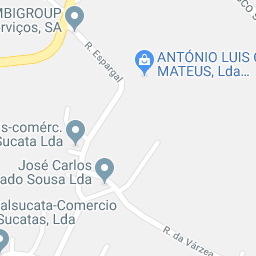 MBIGROUP
erviços, SA
R. Espargal
ANTÓNIO LUIS
MATEUS, Lda...
s-comérc.
Sucata Lda
José Carlos
ado Sousa Lda
alsucata-Comercio
Sucatas, Lda
R. da Várzea